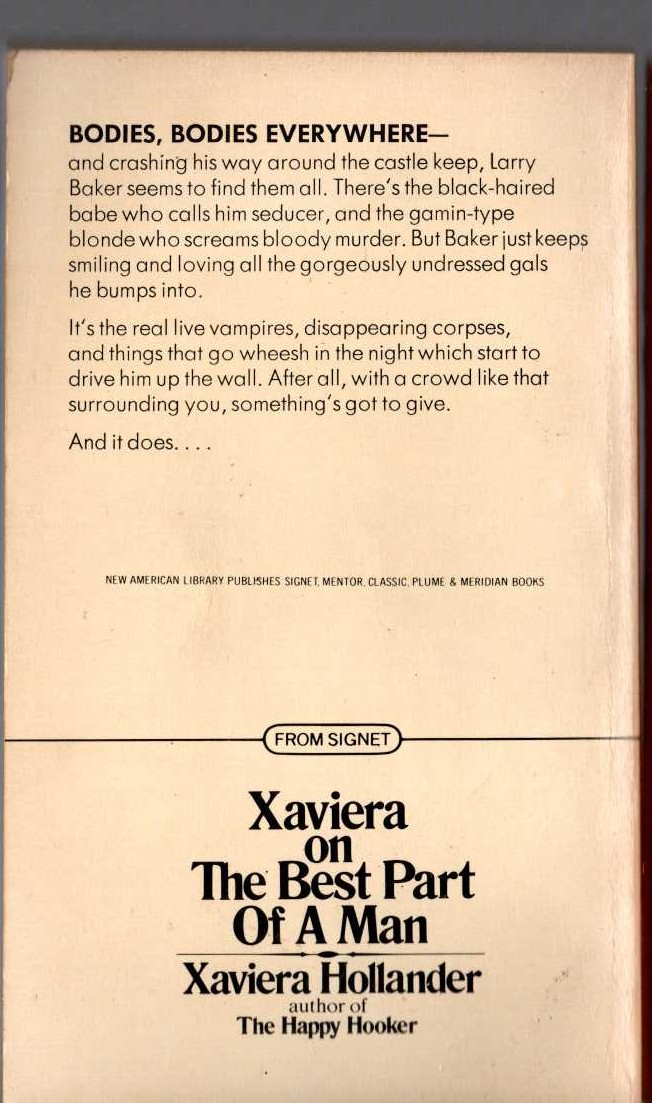 BODIES, BODIES EVERYWHERE—
and crashing his way around the castle keep, Larry
Baker seems to find them all. There's the black-haired
babe who calls him seducer, and the gamin-type
blonde who screams bloody murder. But Baker just keeps
smiling and loving all the gorgeously undressed gals
he bumps into.
It's the real live vampires, disappearing corpses,
and things that go wheesh in the night which start to
drive him up the wall. After all, with a crowd like that
surrounding you, something's got to give.
And it does. . . .
NEW AMERICAN LIBRARY PUBLISHES SIGNET, MENTOR, CLASSIC, PLUME & MERIDIAN BOOKS
FROM SIGNET
Xaviera
on
The Best Part
Of A Man
Xaviera Hollander
author of
The Happy Hooker